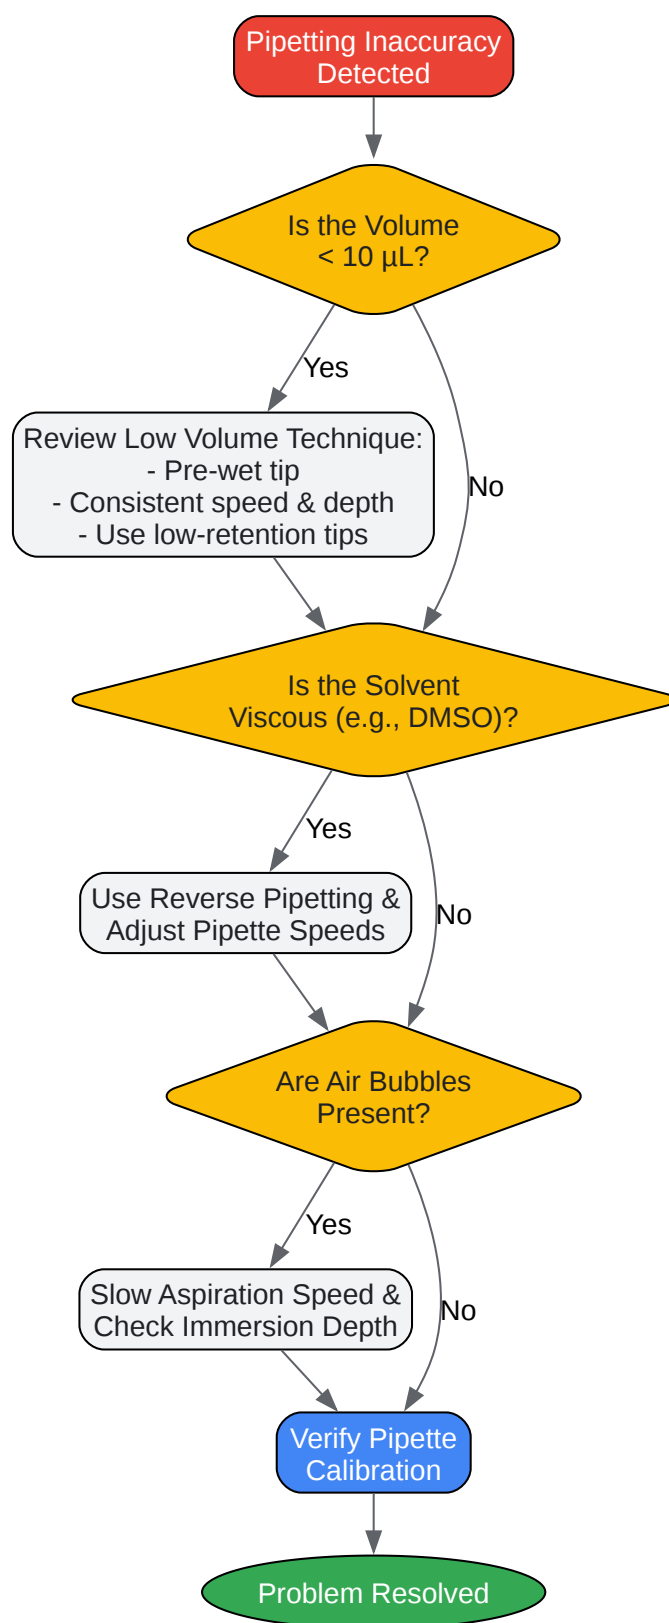 Pipetting Inaccuracy
Detected
Is the Volume
< 10 µL?
Yes
No
Review Low Volume Technique:
- Pre-wet tip
- Consistent speed & depth
- Use low-retention tips
Is the Solvent
Viscous (e.g., DMSO)?
Yes
No
Use Reverse Pipetting &
Adjust Pipette Speeds
Are Air Bubbles
Present?
Yes
No
Slow Aspiration Speed &
Check Immersion Depth
Verify Pipette
Calibration
Problem Resolved